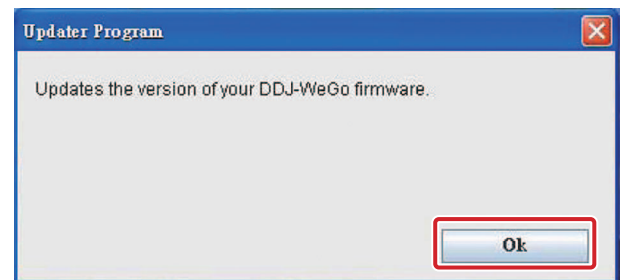 Updater Program
Updates the version of your DDJ-WeGo firmware.
Ok